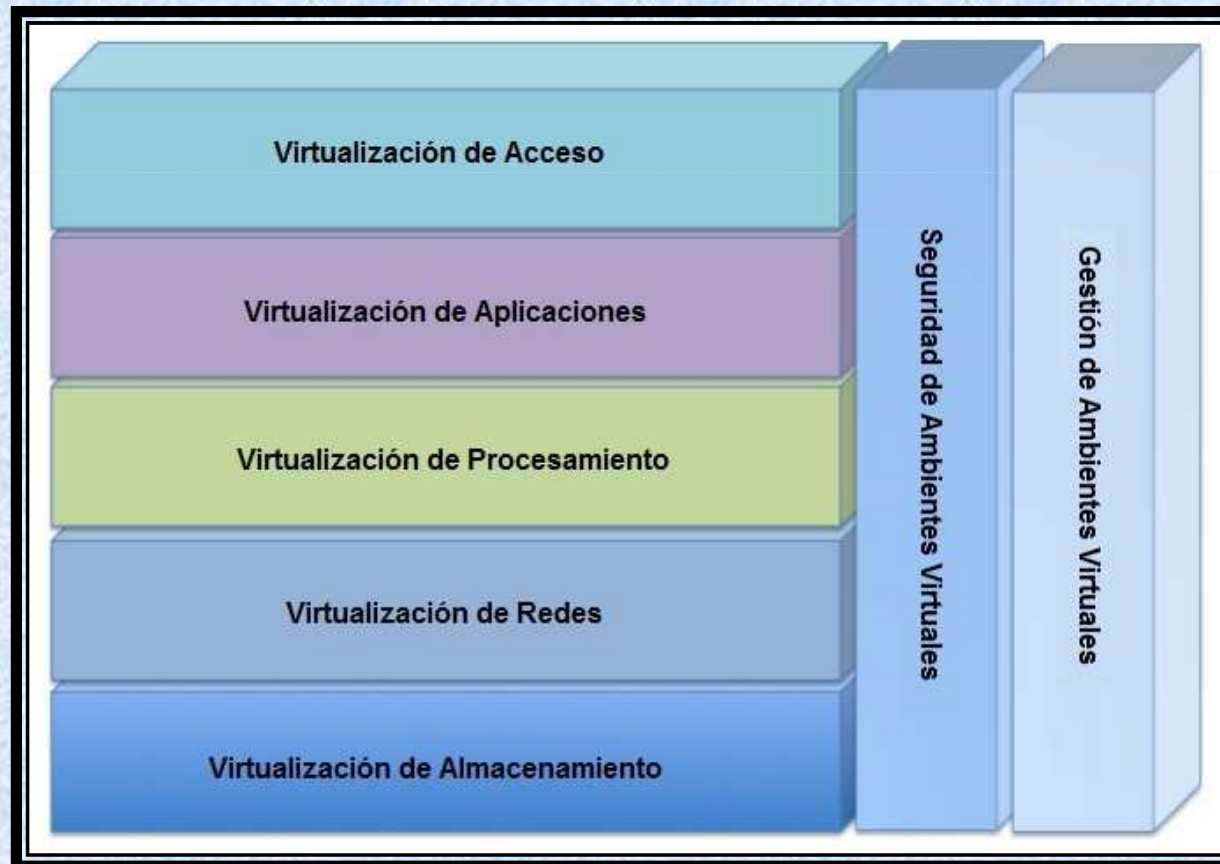 Virtualización de Acceso
Virtualización de Aplicaciones
Virtualización de Procesamiento
Virtualización de Redes
Virtualización de Almacenamiento
Seguridad de Ambientes Virtuales
Gestión de Ambientes Virtuales